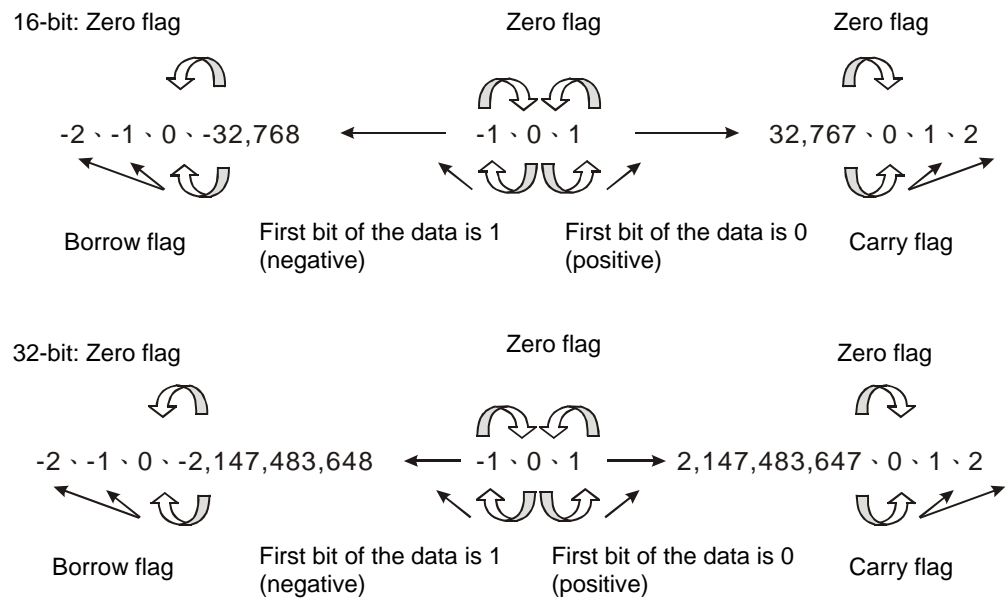 16-bit: Zero flag Zero flag Zero flag
-2、-1、0、-32,768 -1、0、1 32,767、0、1、2
Borrow flag First bit of the data is 1 First bit of the data is 0 Carry flag
(negative) (positive)
32-bit: Zero flag Zero flag Zero flag
-2、-1、0、-2,147,483,648 -1、0、1 2,147,483,647、0、1、2
Borrow flag First bit of the data is 1 First bit of the data is 0 Carry flag
(negative) (positive)